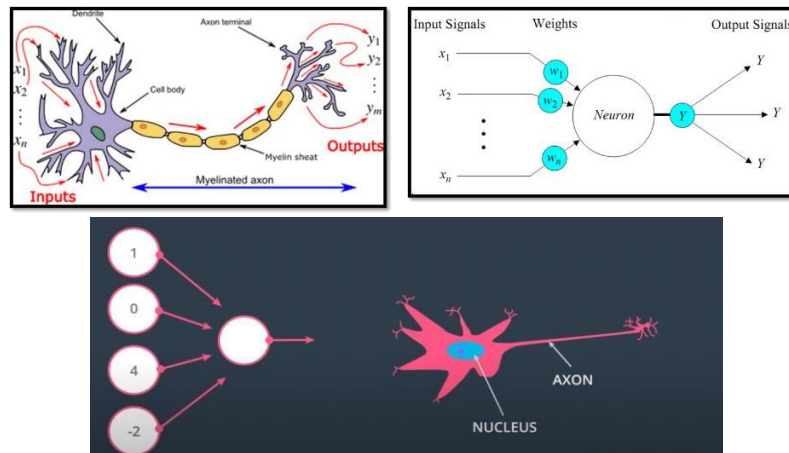 Dendrite
Axon terminal
Cell body
Myelin sheat
Myelinated axon
Inputs
Outputs
x1
x2
xn
y1
y2
ym
Input Signals Weights Output Signals
x1
x2
xn
w1
w2
wn
Neuron
Y
Y
Y
Y
1
0
4
-2
AXON
NUCLEUS